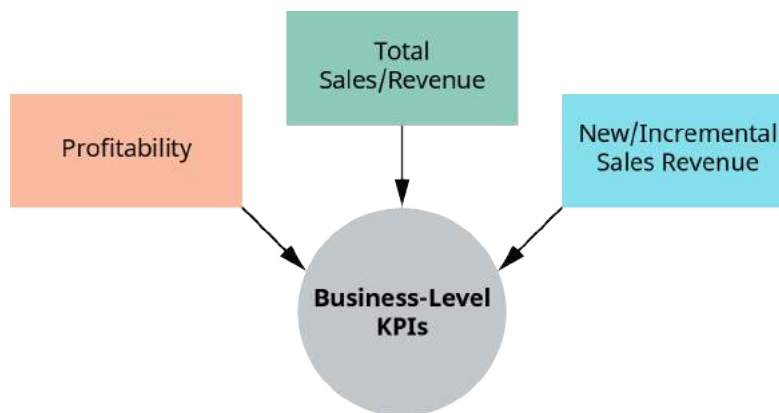 Total
Sales/Revenue
Profitability
New/Incremental
Sales Revenue
Business-Level
KPIs